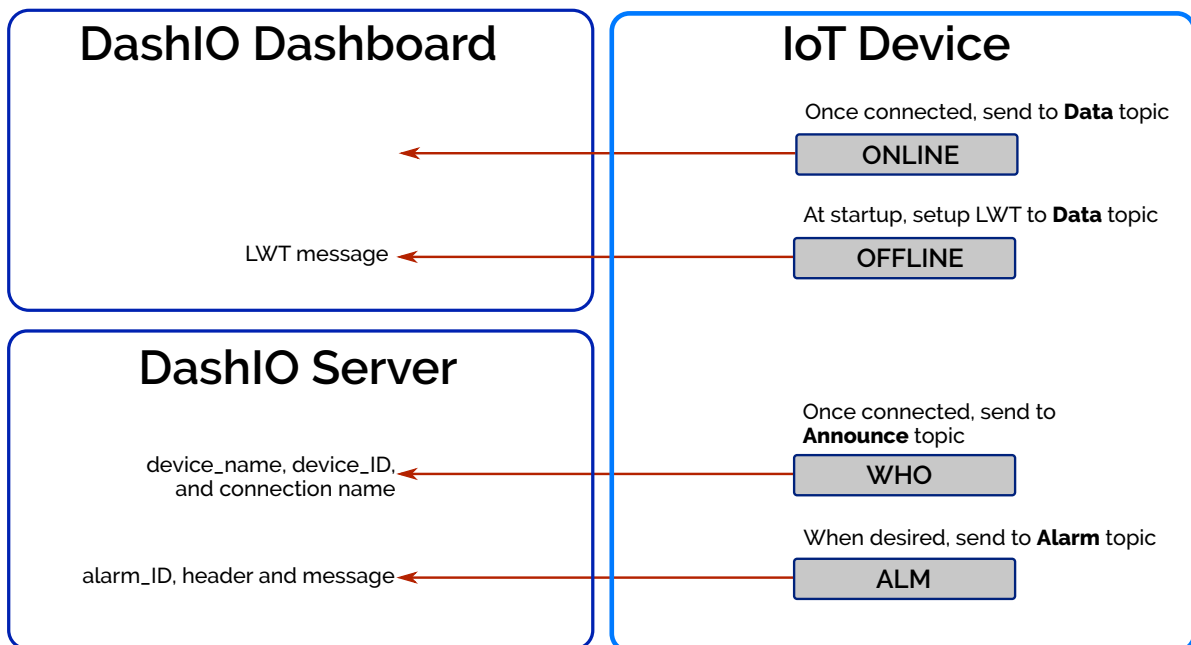 DashIO Dashboard
IoT Device
Once connected, send to Data topic
ONLINE
At startup, setup LWT to Data topic
LWT message
OFFLINE
DashIO Server
Once connected, send to
Announce topic
device_name, device_ID,
and connection name
WHO
When desired, send to Alarm topic
alarm_ID, header and message
ALM